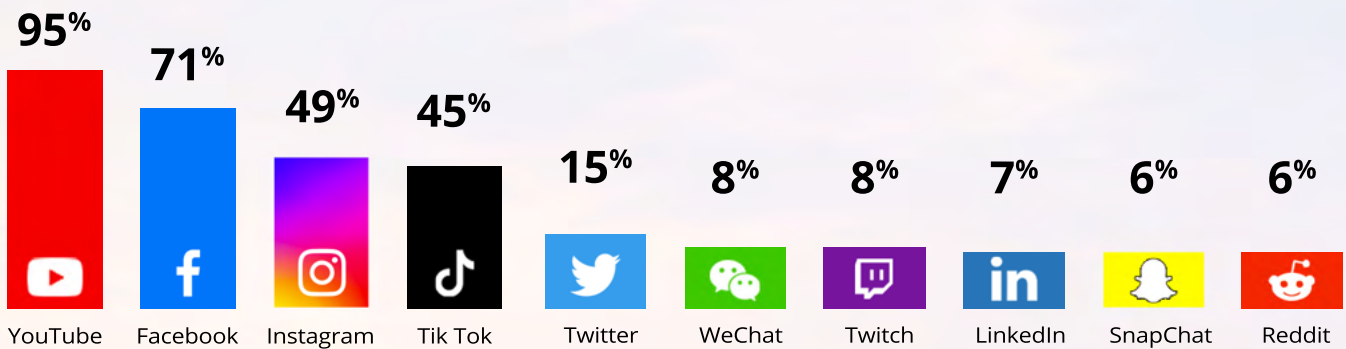 95%
71%
49%
45%
15%
8%
8%
7%
6%
6%
in
YouTube
Facebook
Instagram
Tik Tok
Twitter
WeChat
Twitch
LinkedIn
SnapChat
Reddit